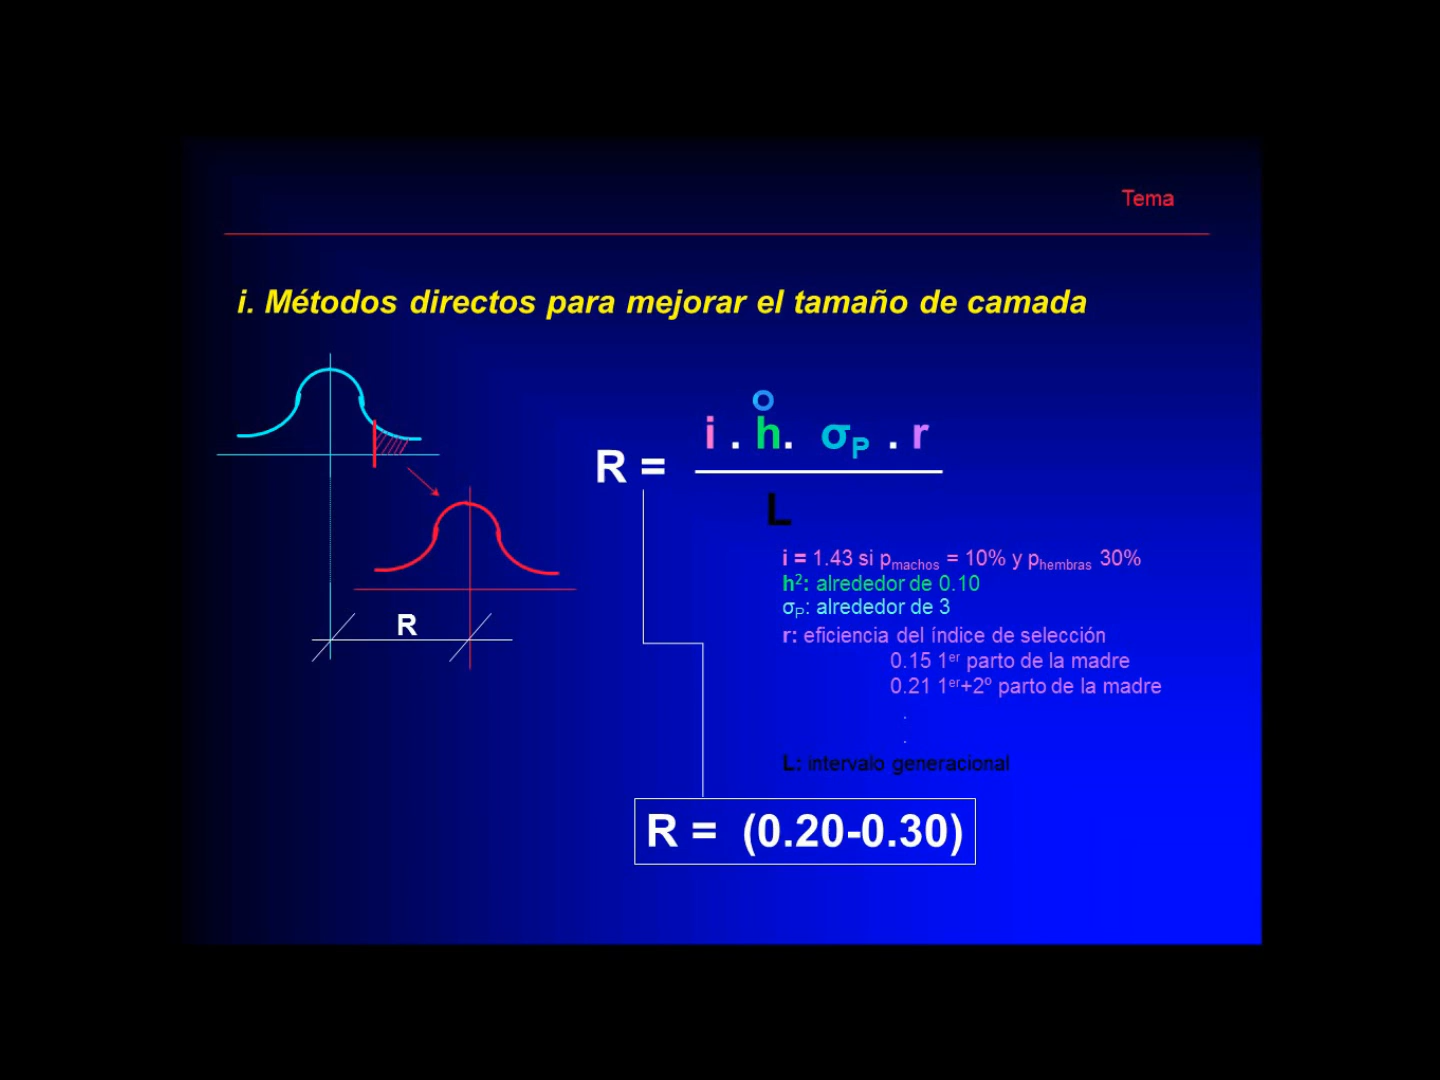 Tema
i. Métodos directos para mejorar el tamaño de camada
R = i . h. σP . r
L
i = 1.43 si pmachos = 10% y phembras 30%
h²: alrededor de 0.10
σP: alrededor de 3
r: eficiencia del índice de selección
0.15 1er parto de la madre
0.21 1er+2º parto de la madre
.
.
L: intervalo generacional
R
R = (0.20-0.30)